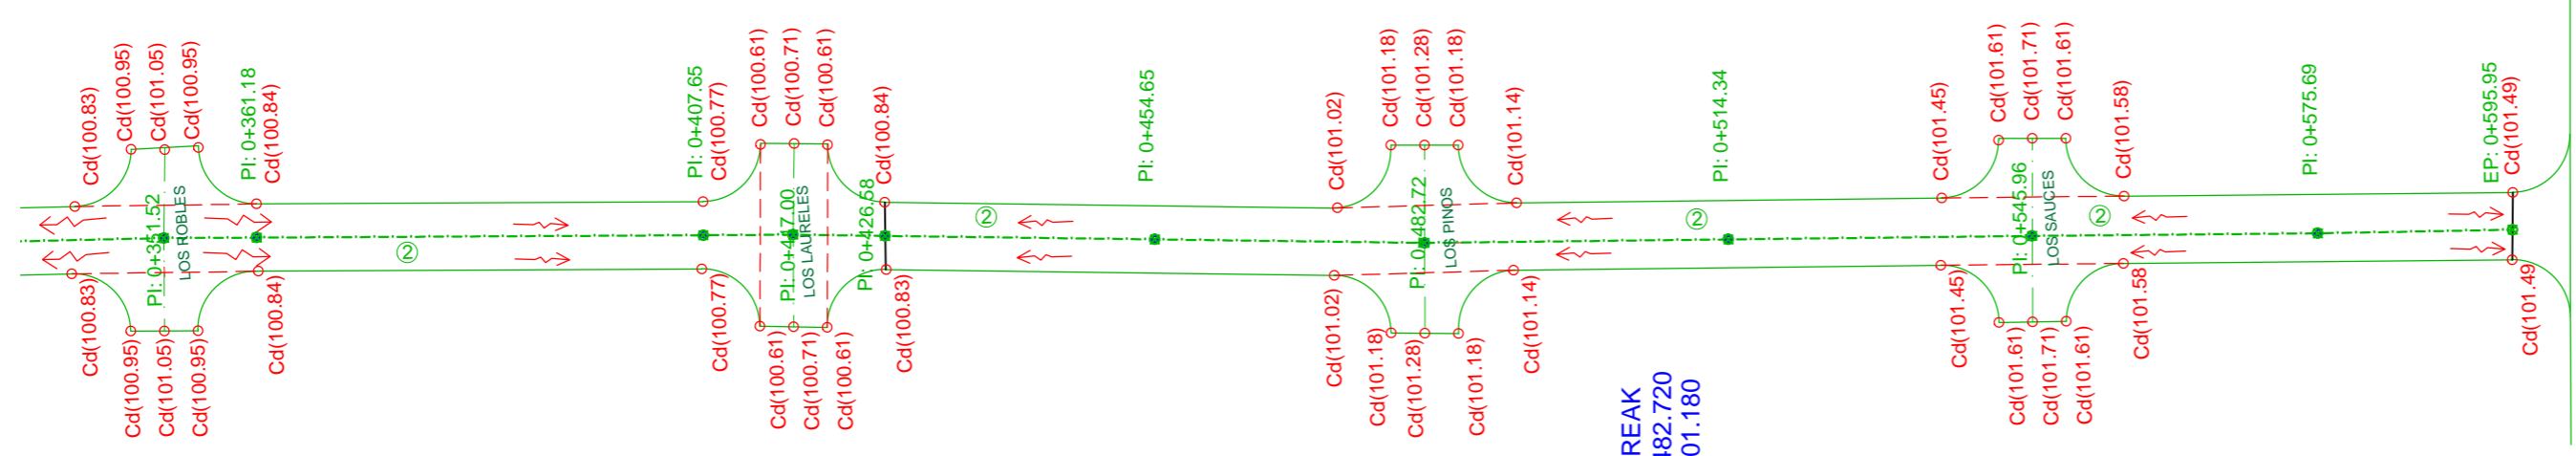 Cd(100.83)
Cd(100.95)
Cd(101.05)
Cd(100.95)
PI: 0+361.18
Cd(100.84)
PI: 0+351.52
LOS ROBLES
Cd(100.83)
Cd(100.95)
Cd(101.05)
Cd(100.95)
Cd(100.84)
②
PI: 0+407.65
Cd(100.77)
Cd(100.61)
Cd(100.71)
Cd(100.61)
Cd(100.84)
PI: 0+417.00
LOS LAURELES
PI: 0+426.58
Cd(100.77)
Cd(100.61)
Cd(100.71)
Cd(100.61)
Cd(100.83)
②
PI: 0+454.65
Cd(101.02)
Cd(101.18)
Cd(101.28)
Cd(101.18)
Cd(101.14)
PI: 0+482.72
LOS PINOS
Cd(101.02)
Cd(101.18)
Cd(101.28)
Cd(101.18)
Cd(101.14)
REAK
482.720
01.180
②
PI: 0+514.34
Cd(101.45)
Cd(101.61)
Cd(101.71)
Cd(101.61)
Cd(101.58)
PI: 0+545.96
LOS SAUCES
Cd(101.45)
Cd(101.61)
Cd(101.71)
Cd(101.61)
Cd(101.58)
②
PI: 0+575.69
EP: 0+595.95
Cd(101.49)
Cd(101.49)